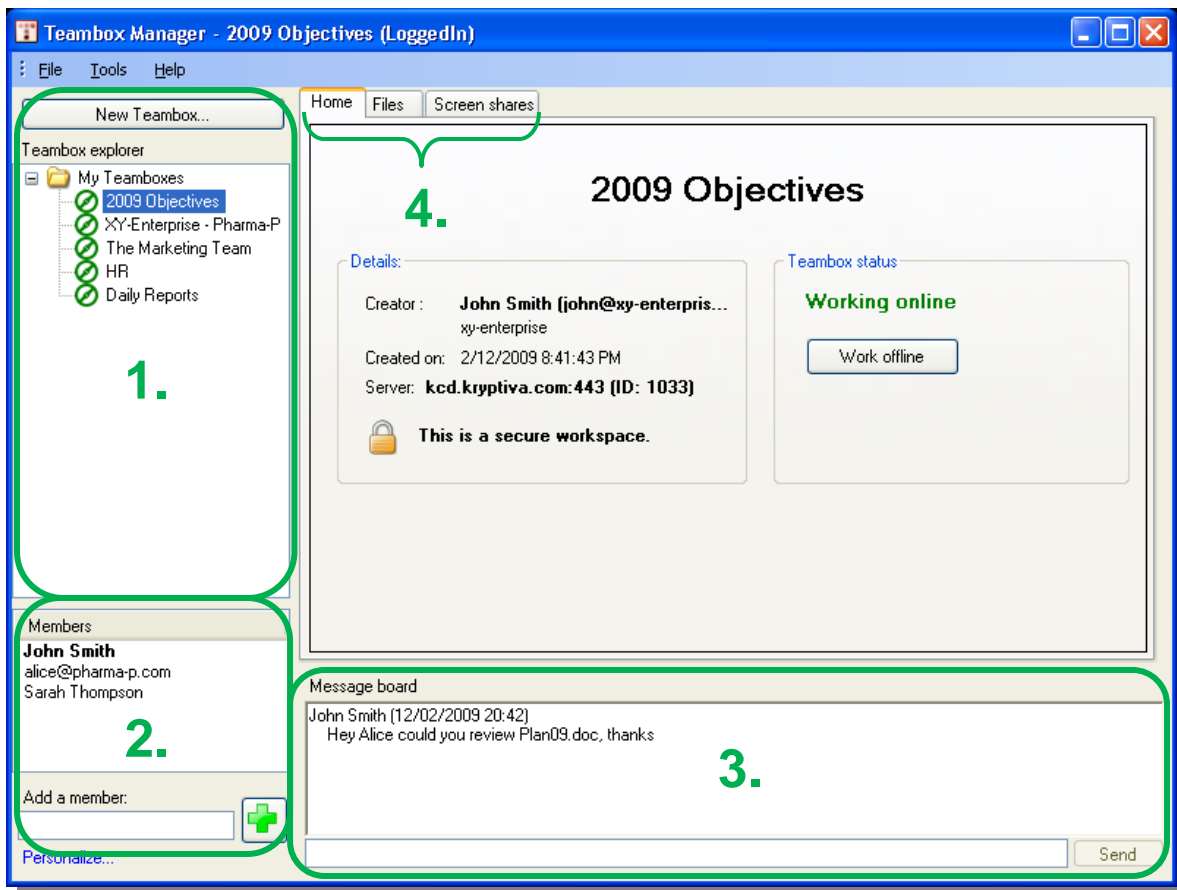 Teambox Manager - 2009 Objectives (LoggedIn)
File Tools Help
New Teambox...
Teambox explorer
My Teamboxes
2009 Objectives
XY-Enterprise - Pharma-P
The Marketing Team
HR
Daily Reports
1.
Members
John Smith
alice@pharma-p.com
Sarah Thompson
2.
Add a member:
Personalize...
Home Files Screen shares
4.
2009 Objectives
Details:
Creator : John Smith (john@xy-enterpris...
xy-enterprise
Created on: 2/12/2009 8:41:43 PM
Server: kcd.kryptiva.com:443 (ID: 1033)
This is a secure workspace.
Teambox status
Working online
Work offline
Message board
John Smith (12/02/2009 20:42)
Hey Alice could you review Plan09.doc, thanks
3.
Send